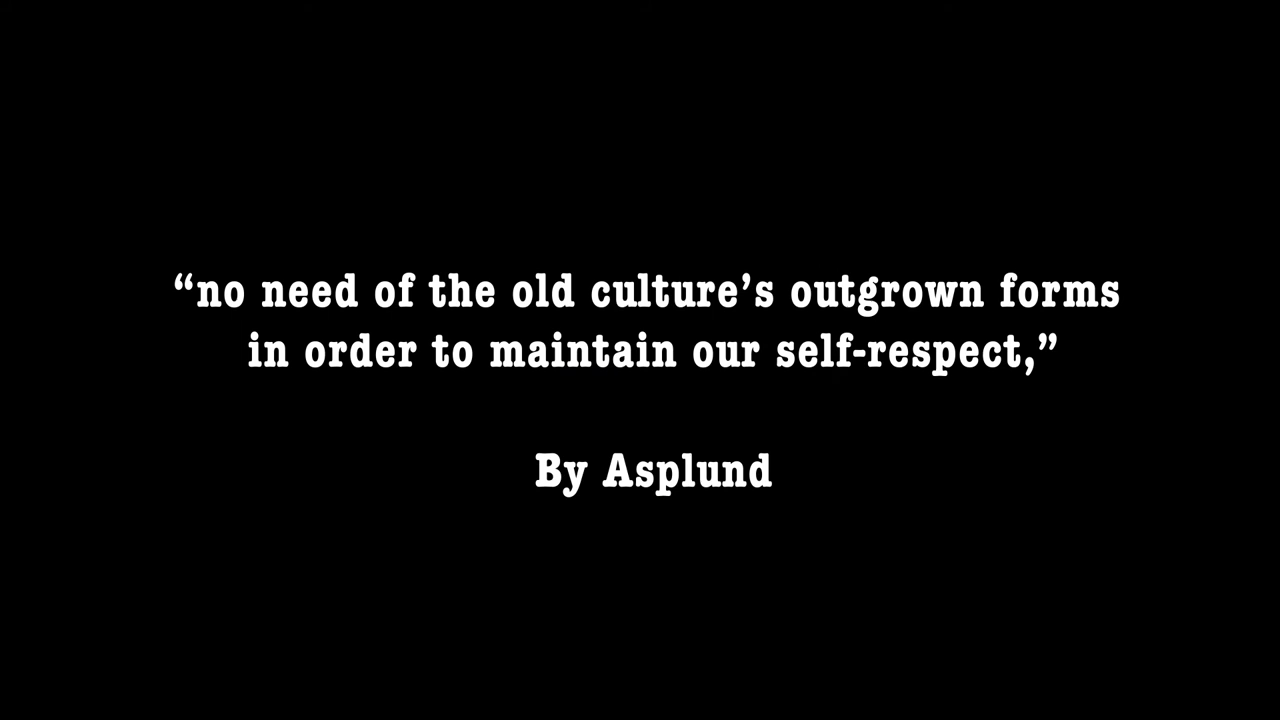 “no need of the old culture’s outgrown forms
in order to maintain our self-respect,”
By Asplund